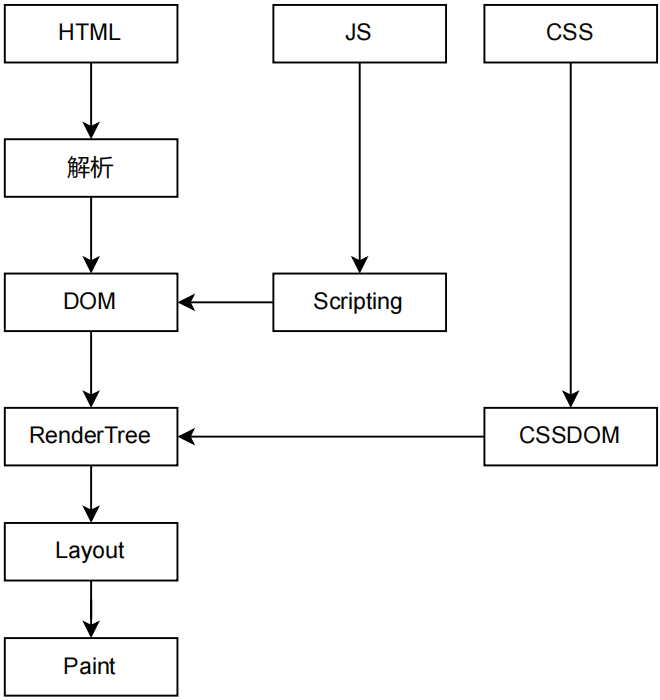 HTML
JS
CSS
解析
DOM
Scripting
RenderTree
CSSDOM
Layout
Paint